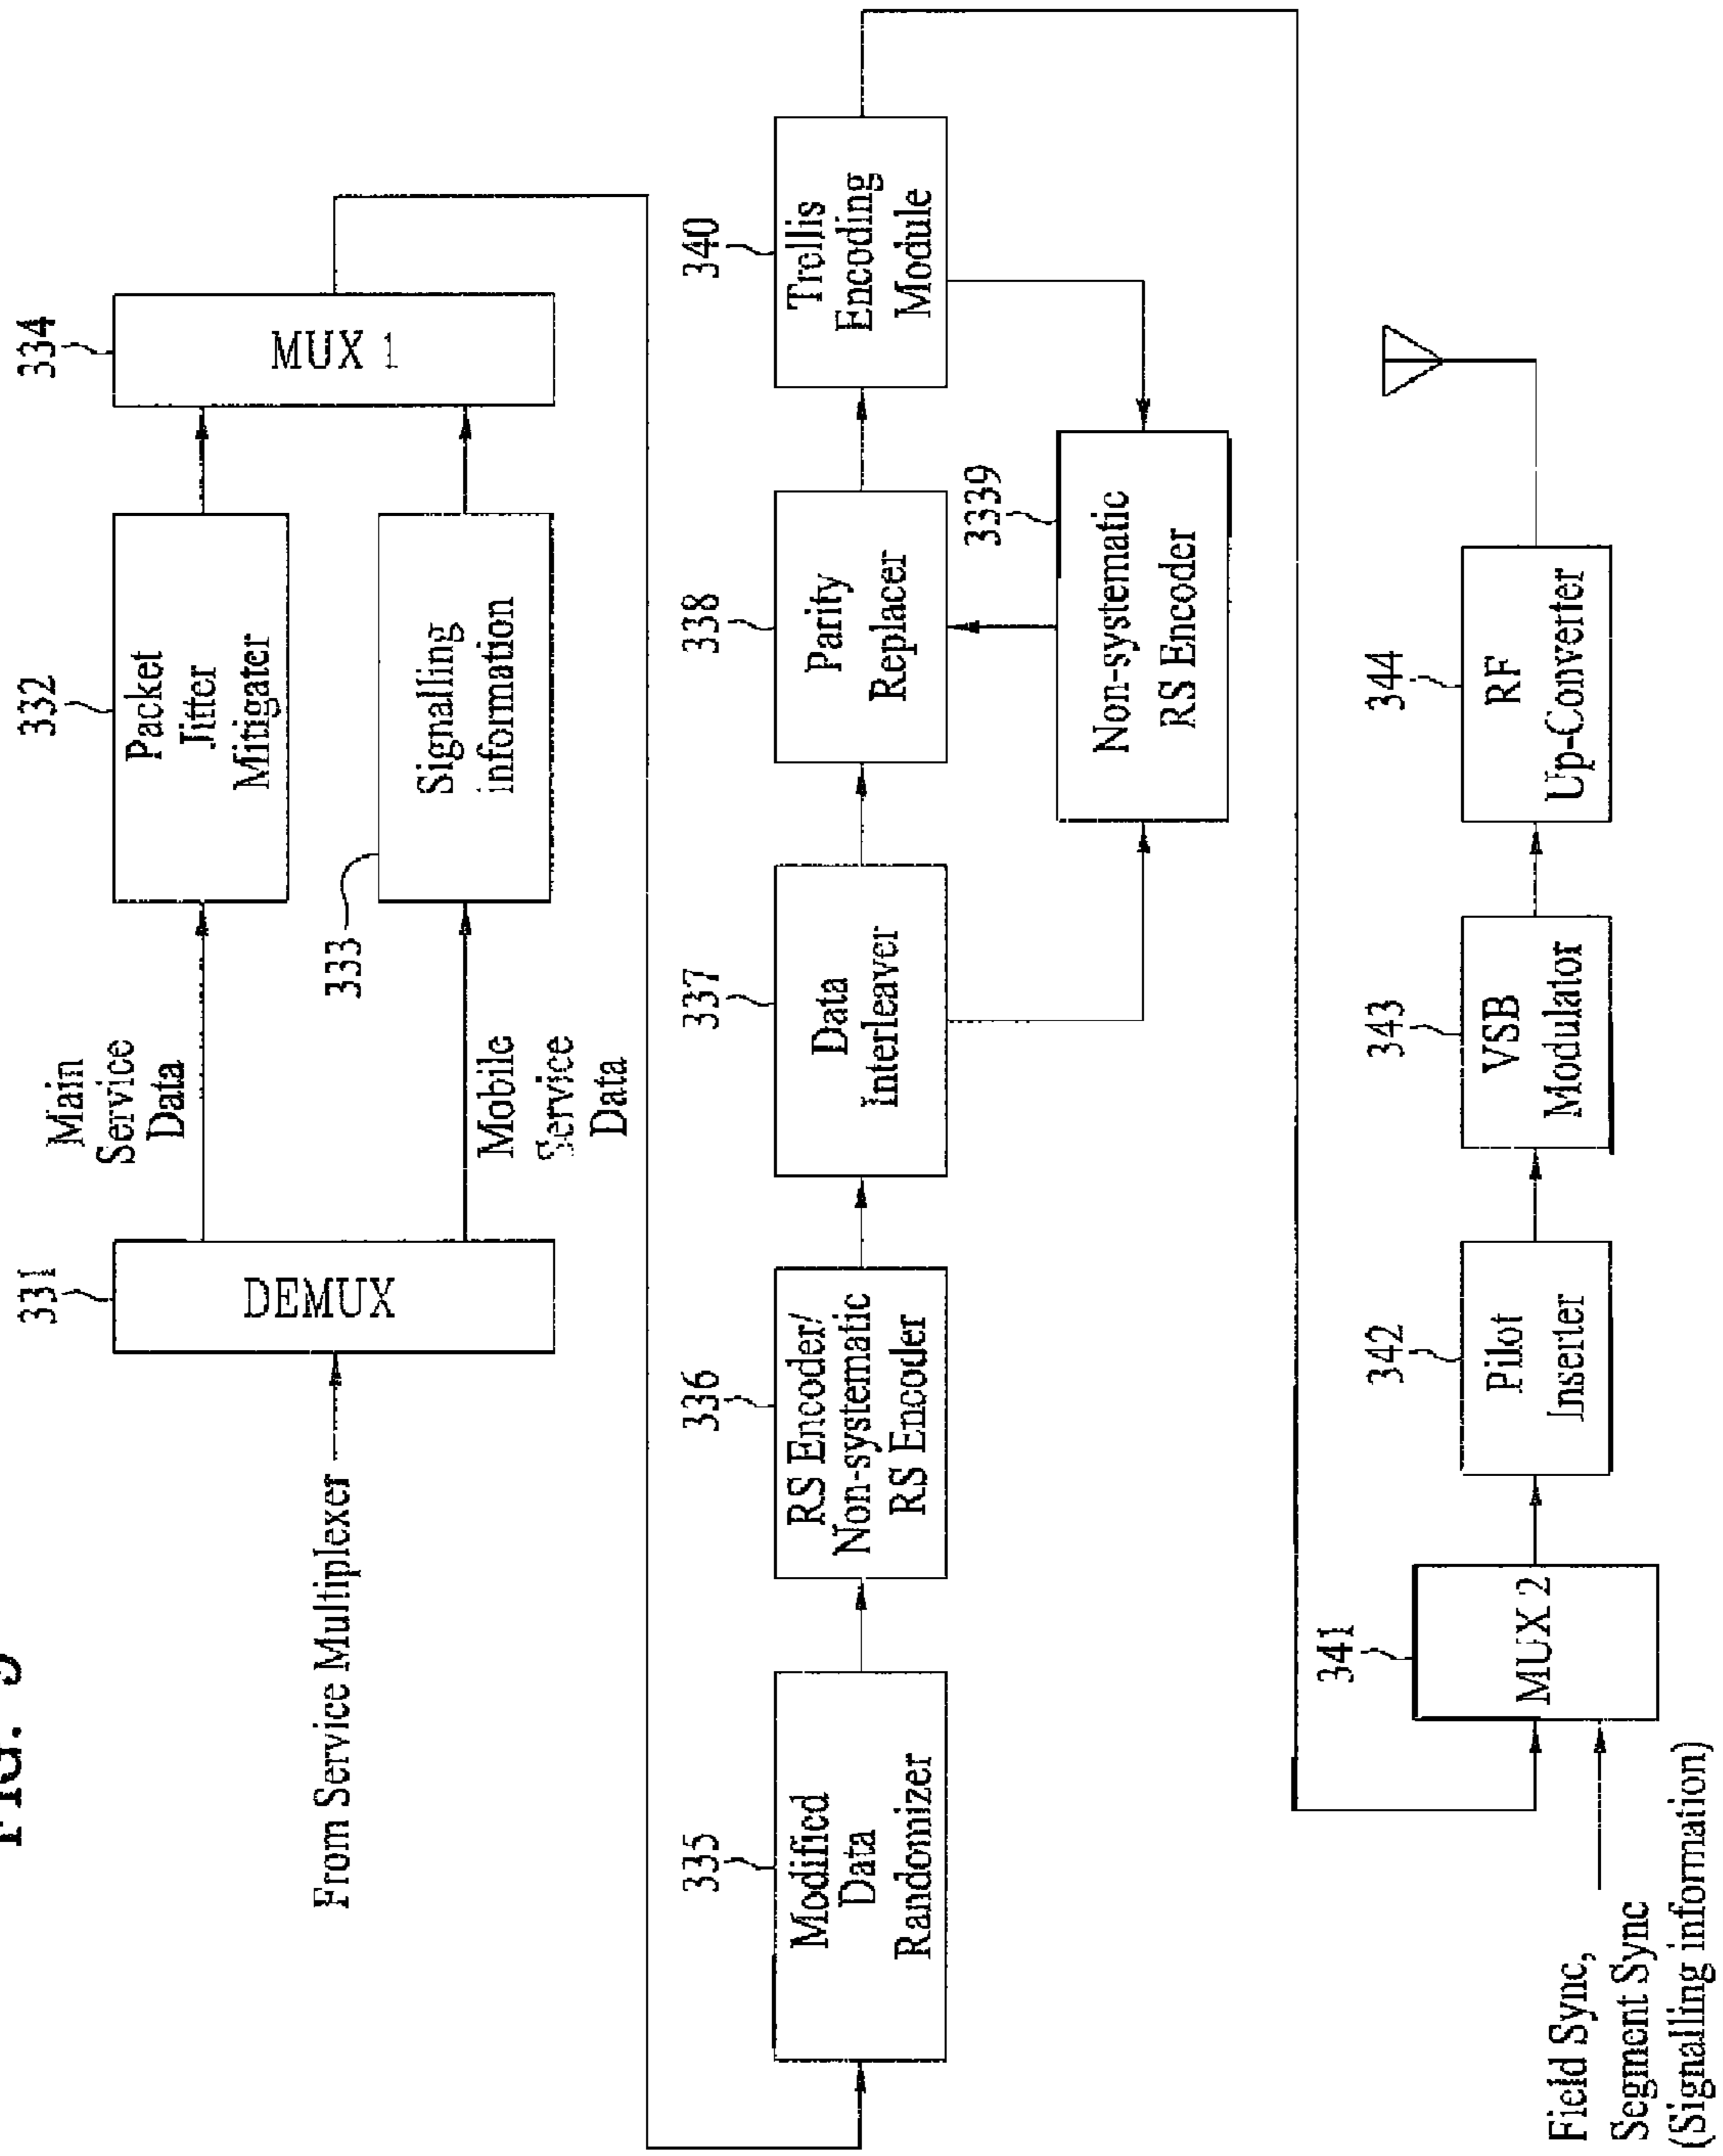 FIG. 9
From Service Multiplexer
331
DEMUX
Main
Service
Data
Mobile
Service
Data
332
Packet
Jitter
Mitigater
333
Signalling
information
334
MUX 1
335
Modified
Data
Randomizer
336
RS Encoder/
Non-systematic
RS Encoder
337
Data
Interleaver
338
Parity
Replacer
3339
Non-systematic
RS Encoder
340
Trellis
Encoding
Module
Field Sync,
Segment Sync
(Signalling information)
341
MUX 2
342
Pilot
Inserter
343
VSB
Modulator
344
RF
Up-Converter